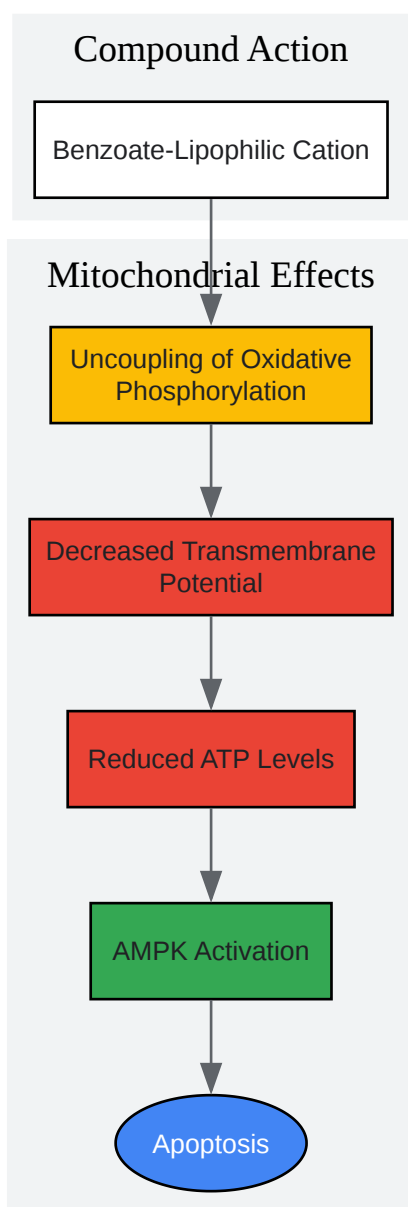 Compound Action
Benzoate-Lipophilic Cation
Mitochondrial Effects
Uncoupling of Oxidative
Phosphorylation
Decreased Transmembrane
Potential
Reduced ATP Levels
AMPK Activation
Apoptosis